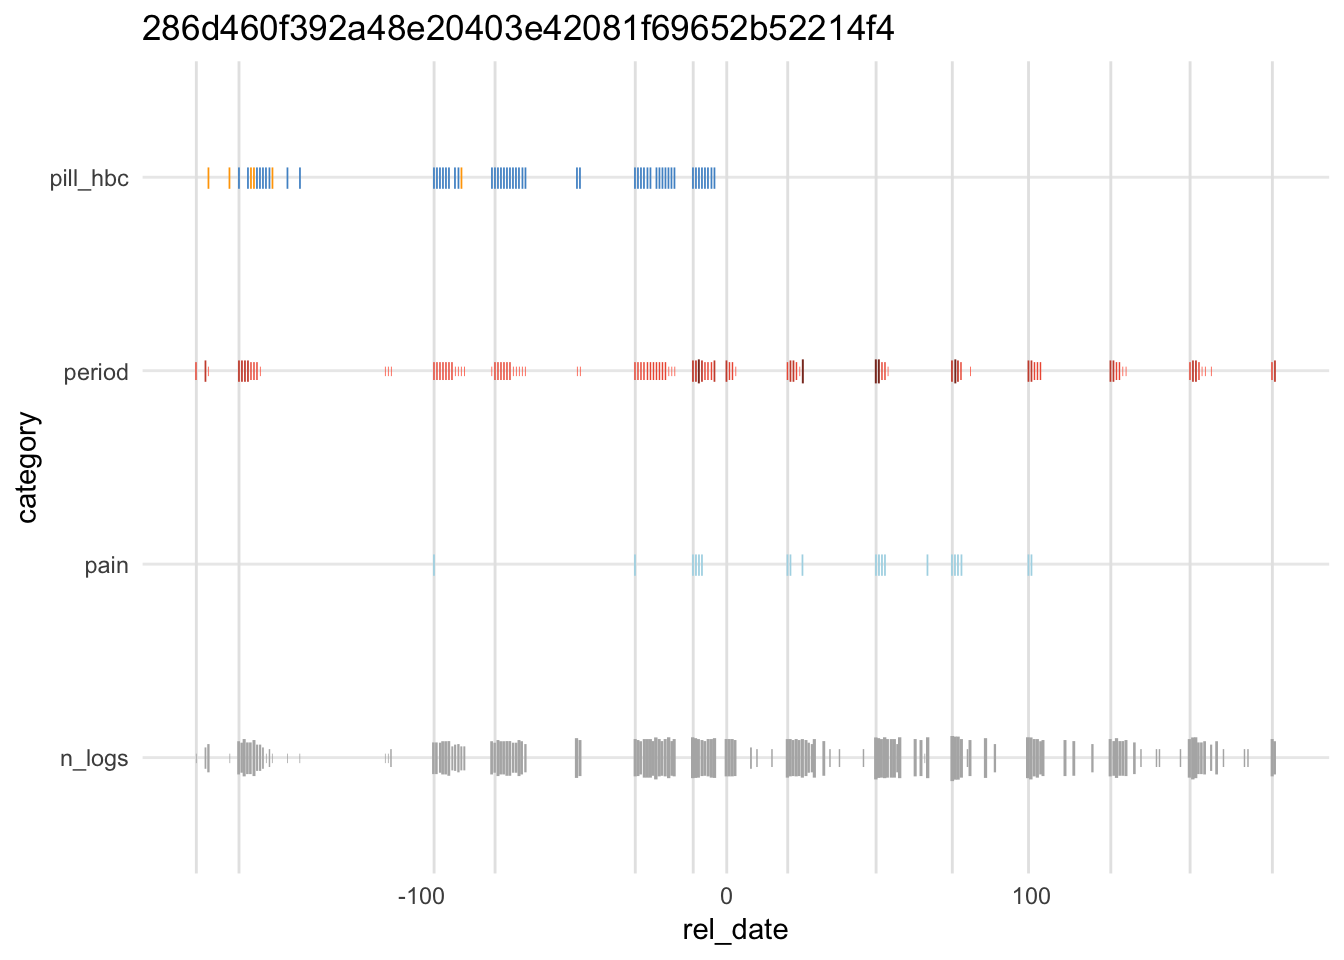 286d460f392a48e20403e42081f69652b52214f4
pill_hbc
period
category
pain
n_logs
-100 0 100
rel_date